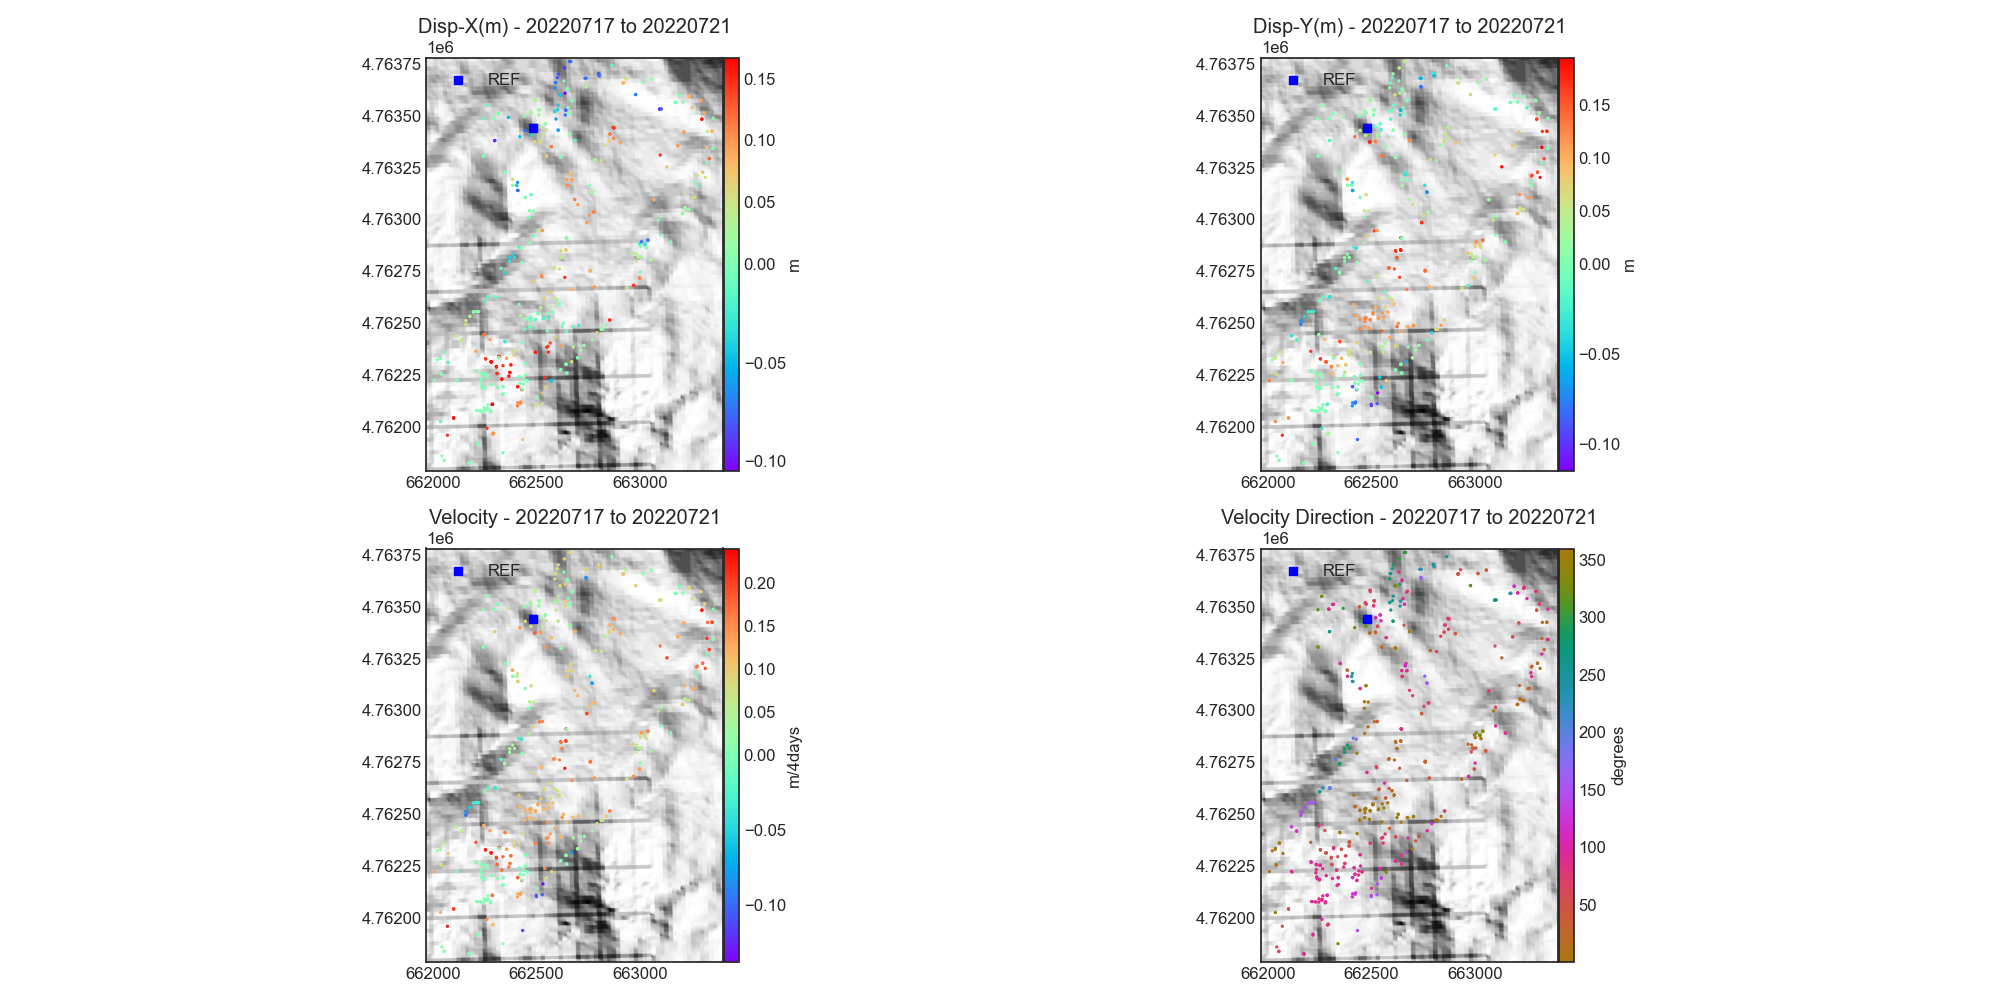 Disp-X(m) - 20220717 to 20220721
1e6
REF
4.76375
4.76350
4.76325
4.76300
4.76275
4.76250
4.76225
4.76200
662000 662500 663000
0.15
0.10
0.05
0.00
−0.05
−0.10
m
Disp-Y(m) - 20220717 to 20220721
1e6
REF
4.76375
4.76350
4.76325
4.76300
4.76275
4.76250
4.76225
4.76200
662000 662500 663000
0.15
0.10
0.05
0.00
−0.05
−0.10
m
Velocity - 20220717 to 20220721
1e6
REF
4.76375
4.76350
4.76325
4.76300
4.76275
4.76250
4.76225
4.76200
662000 662500 663000
0.20
0.15
0.10
0.05
0.00
−0.05
−0.10
m/4days
Velocity Direction - 20220717 to 20220721
1e6
REF
4.76375
4.76350
4.76325
4.76300
4.76275
4.76250
4.76225
4.76200
662000 662500 663000
350
300
250
200
150
100
50
degrees